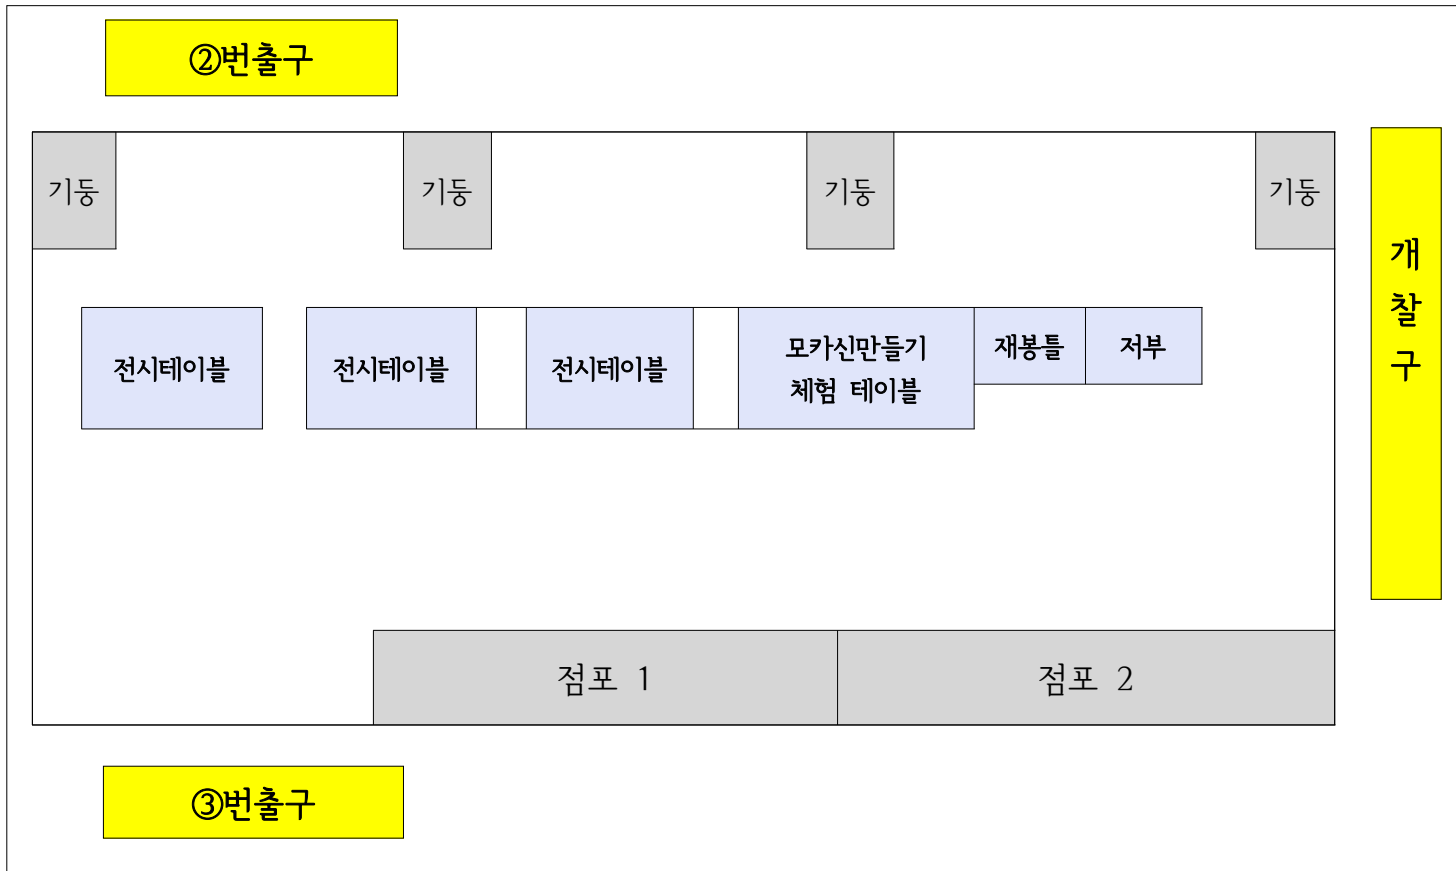 ②번출구
기둥
기둥
기둥
기둥
개
찰
구
전시테이블
전시테이블
전시테이블
모카신만들기
체험 테이블
재봉틀
저부
점포 1
점포 2
③번출구